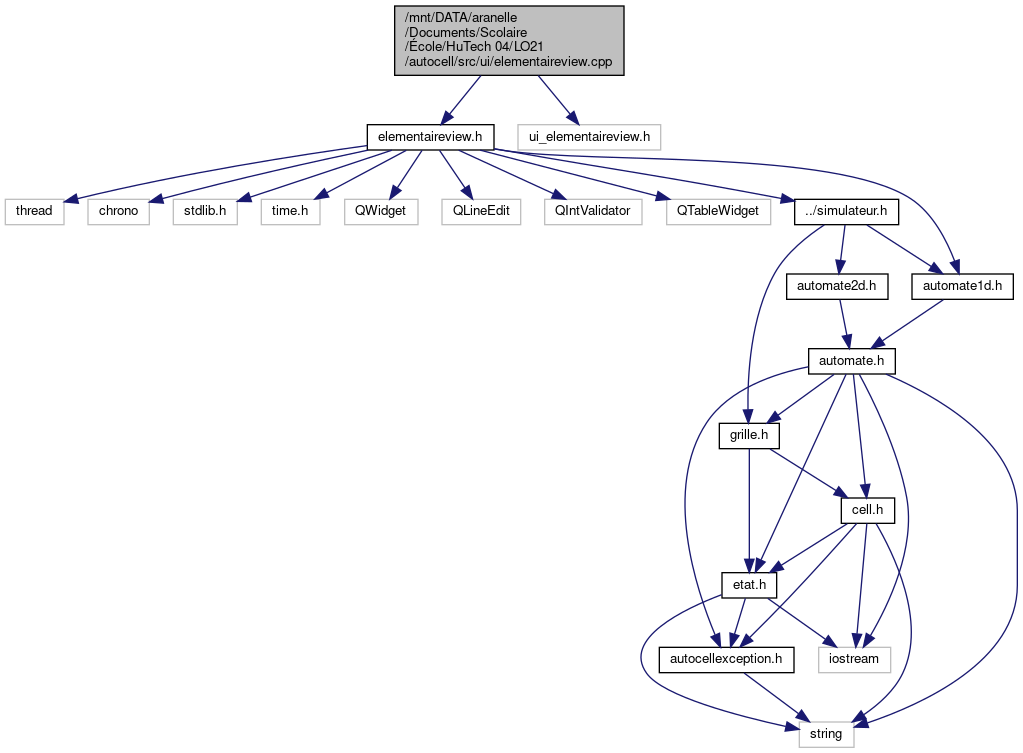 /mnt/DATA/aranelle
/Documents/Scolaire
/École/HuTech 04/LO21
/autocell/src/ui/elementaireview.cpp
elementaireview.h
ui_elementaireview.h
thread
chrono
stdlib.h
time.h
QWidget
QLineEdit
QIntValidator
QTableWidget
../simulateur.h
automate2d.h
automate1d.h
automate.h
grille.h
cell.h
etat.h
autocellexception.h
iostream
string